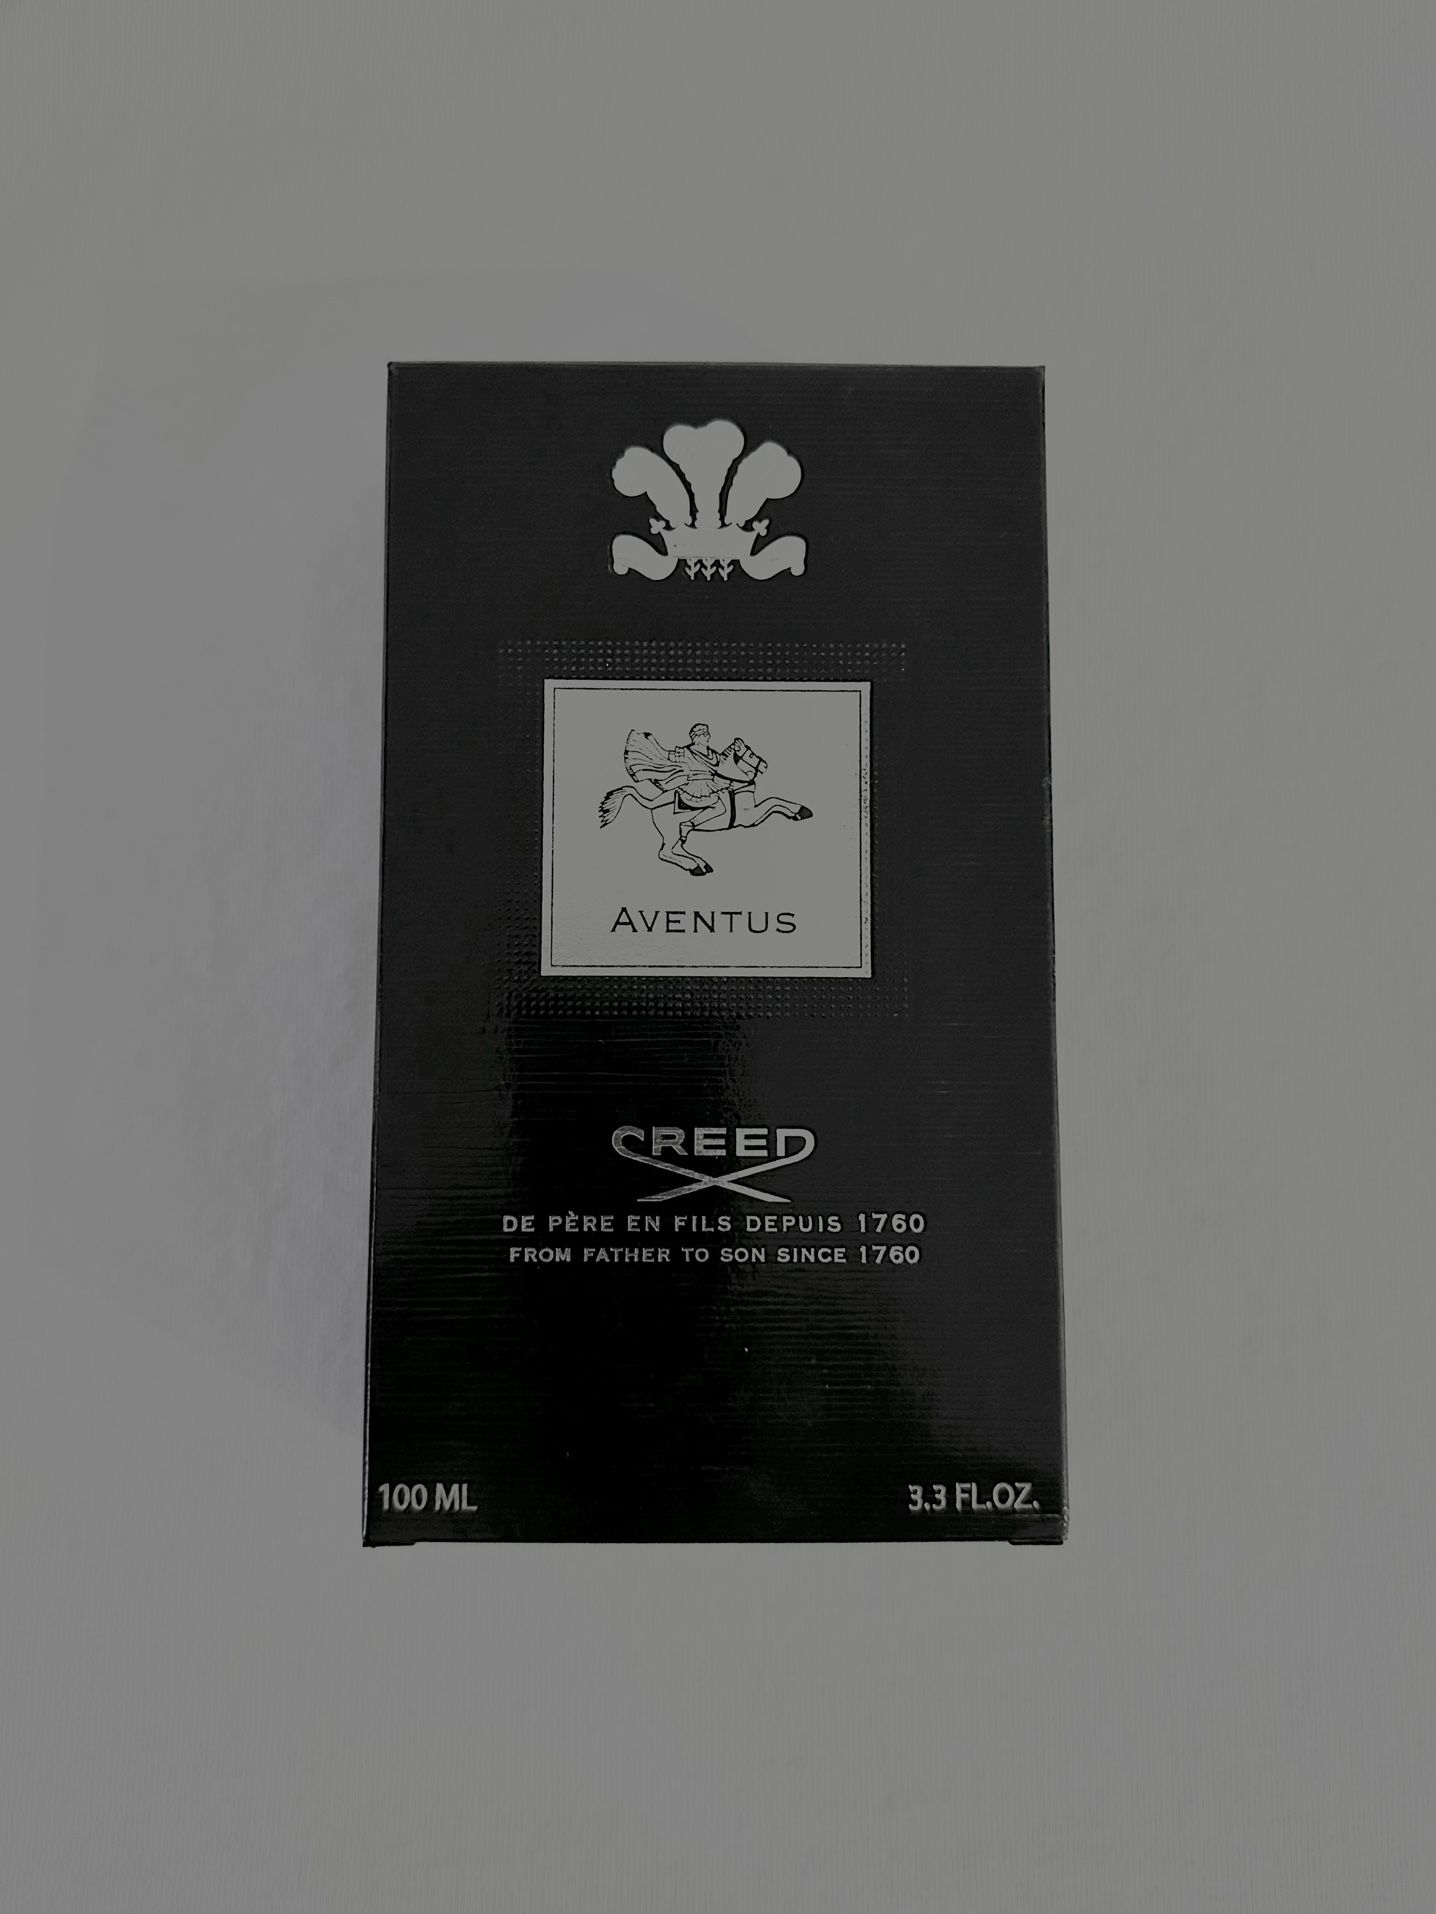 AVENTUS
CREED
DE PÈRE EN FILS DEPUIS 1760
FROM FATHER TO SON SINCE 1760
100 ML
3.3 FL.OZ.